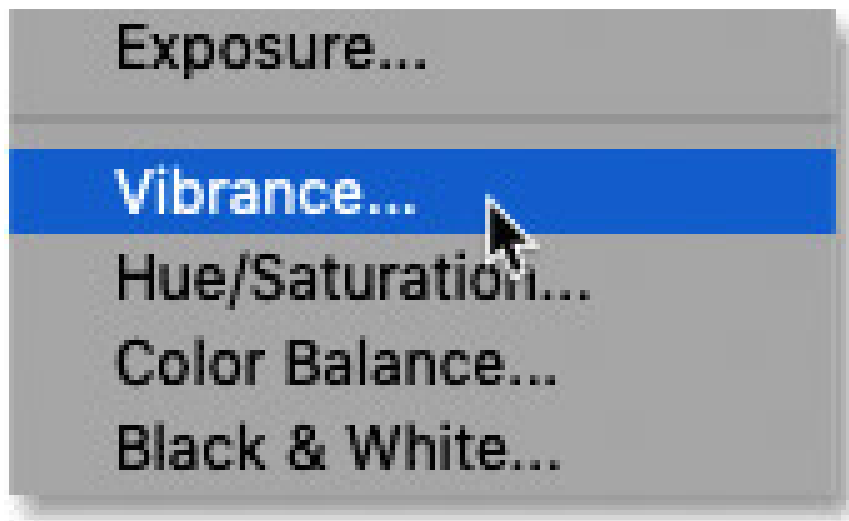 Exposure...
Vibrance...
Hue/Saturation...
Color Balance...
Black & White...